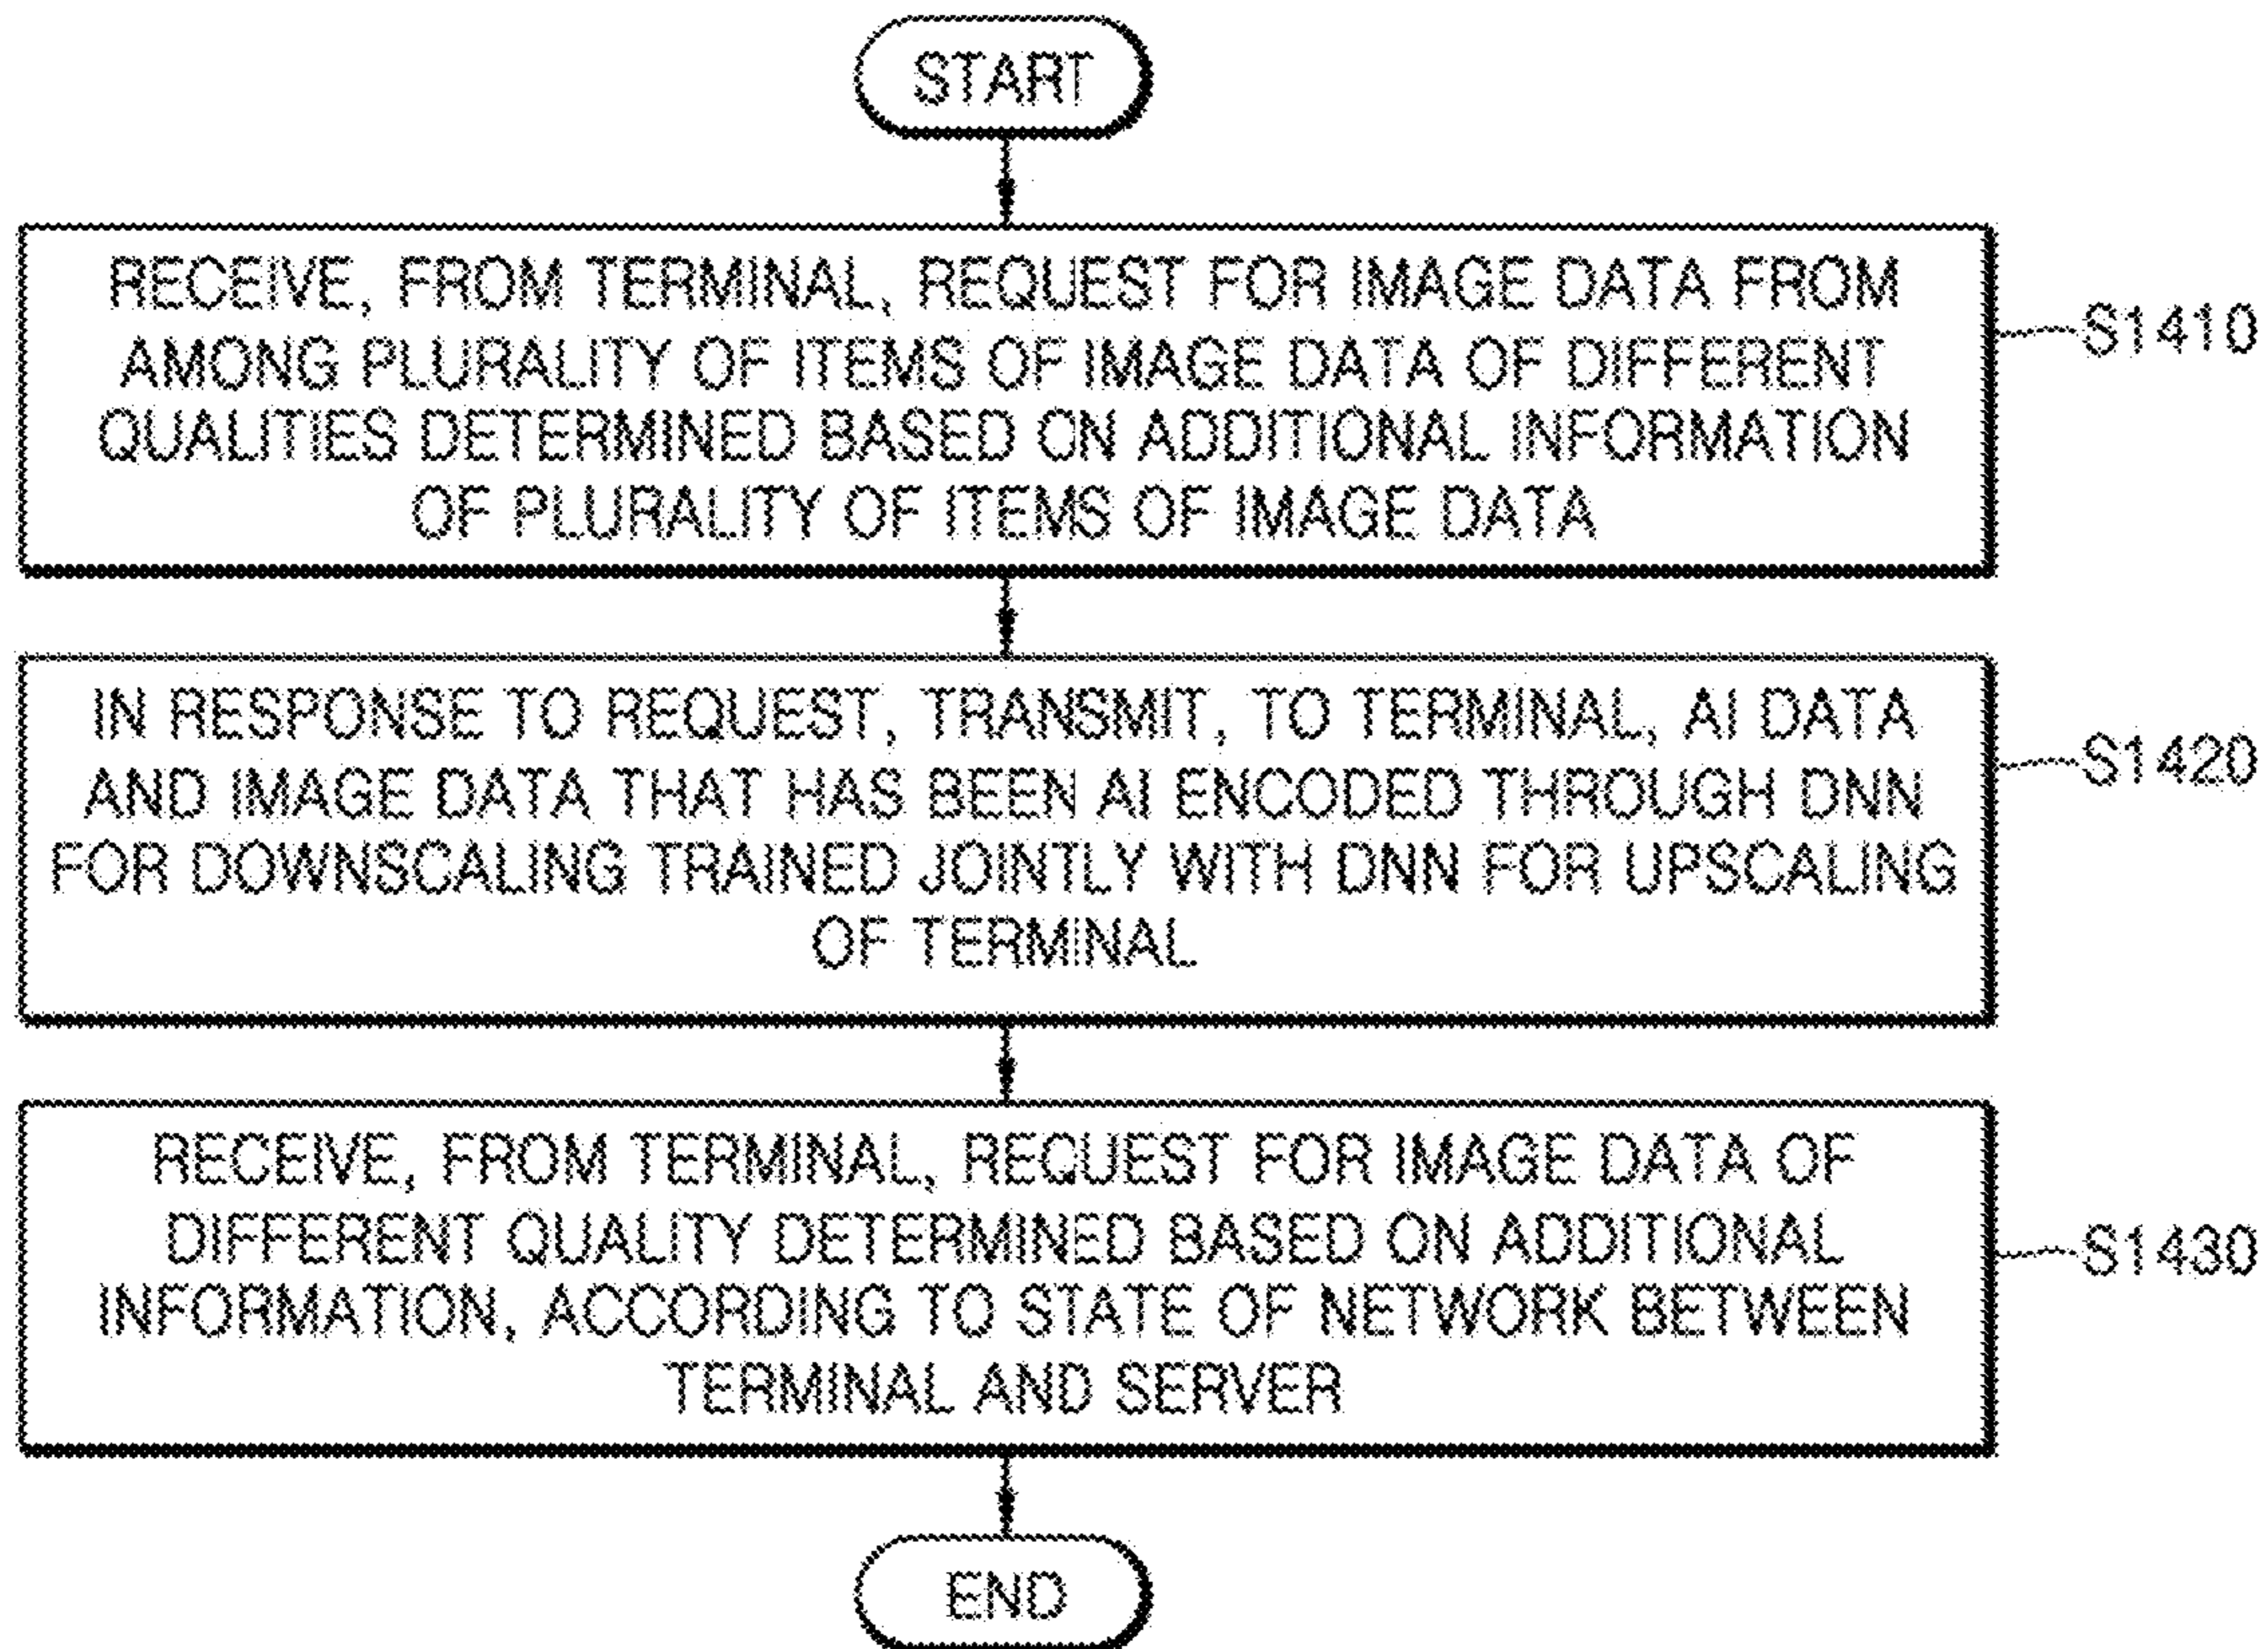 START
RECEIVE, FROM TERMINAL, REQUEST FOR IMAGE DATA FROM
AMONG PLURALITY OF ITEMS OF IMAGE DATA OF DIFFERENT
QUALITIES DETERMINED BASED ON ADDITIONAL INFORMATION
OF PLURALITY OF ITEMS OF IMAGE DATA
S1410
IN RESPONSE TO REQUEST, TRANSMIT, TO TERMINAL, AI DATA
AND IMAGE DATA THAT HAS BEEN AI ENCODED THROUGH DNN
FOR DOWNSCALING TRAINED JOINTLY WITH DNN FOR UPSCALING
OF TERMINAL
S1420
RECEIVE, FROM TERMINAL, REQUEST FOR IMAGE DATA OF
DIFFERENT QUALITY DETERMINED BASED ON ADDITIONAL
INFORMATION, ACCORDING TO STATE OF NETWORK BETWEEN
TERMINAL AND SERVER
S1430
END